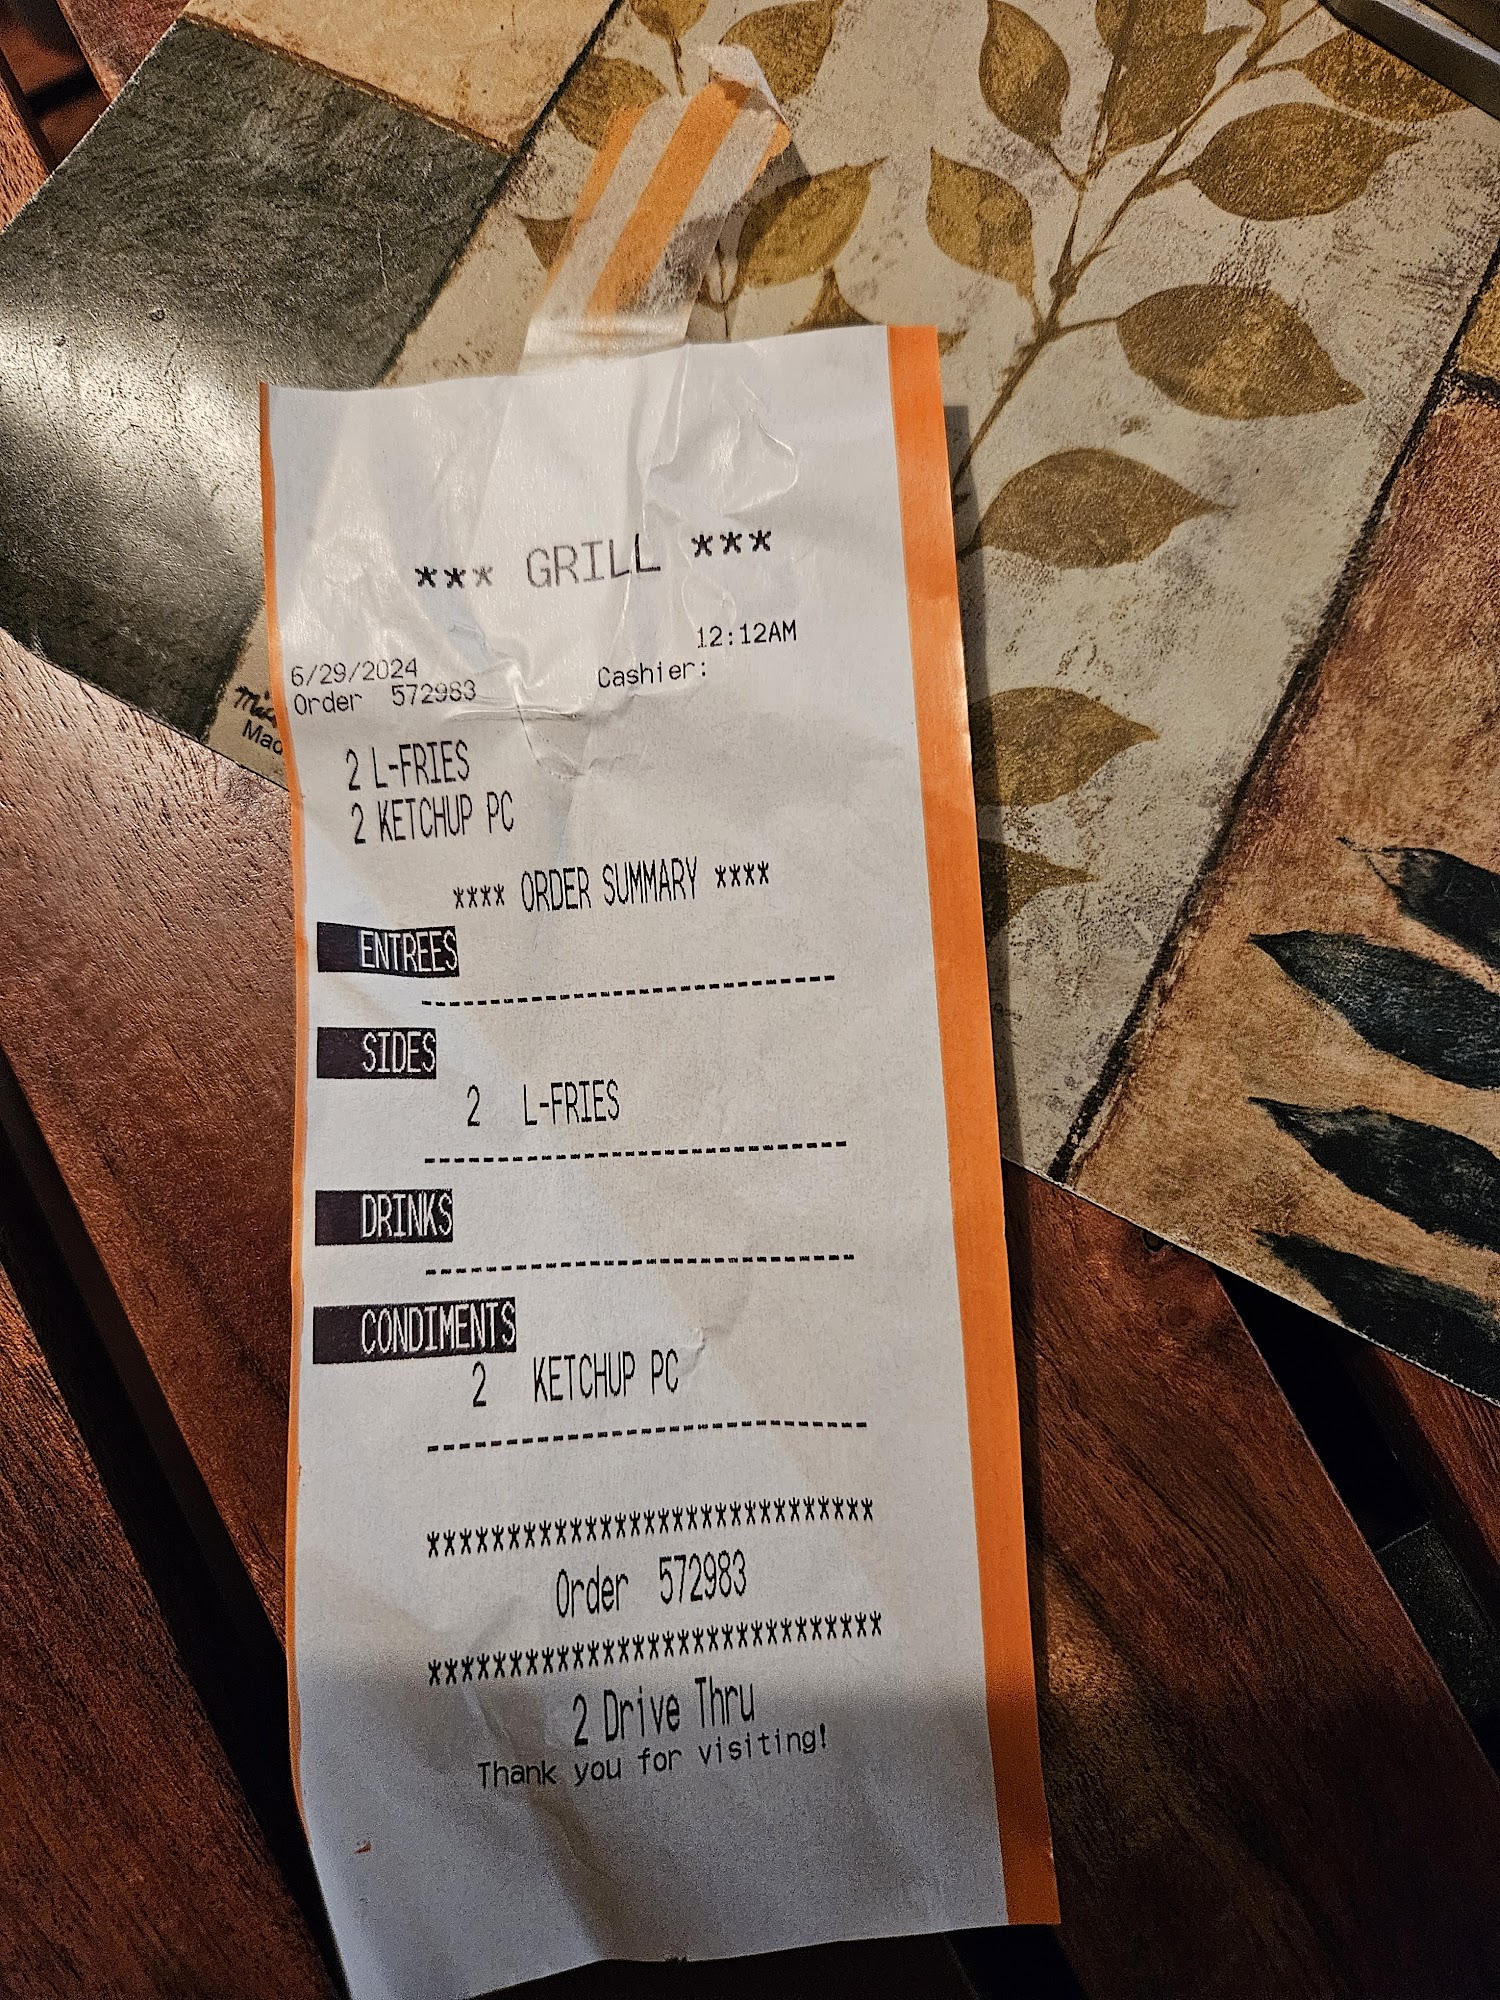 *** GRILL ***
12:12AM
6/29/2024
Cashier:
Order 572983
2 L-FRIES
2 KETCHUP PC
**** ORDER SUMMARY ****
ENTREES
---------------------------
SIDES
2 L-FRIES
---------------------------
DRINKS
---------------------------
CONDIMENTS
2 KETCHUP PC
---------------------------
****************************
Order 572983
****************************
2 Drive Thru
Thank you for visiting!